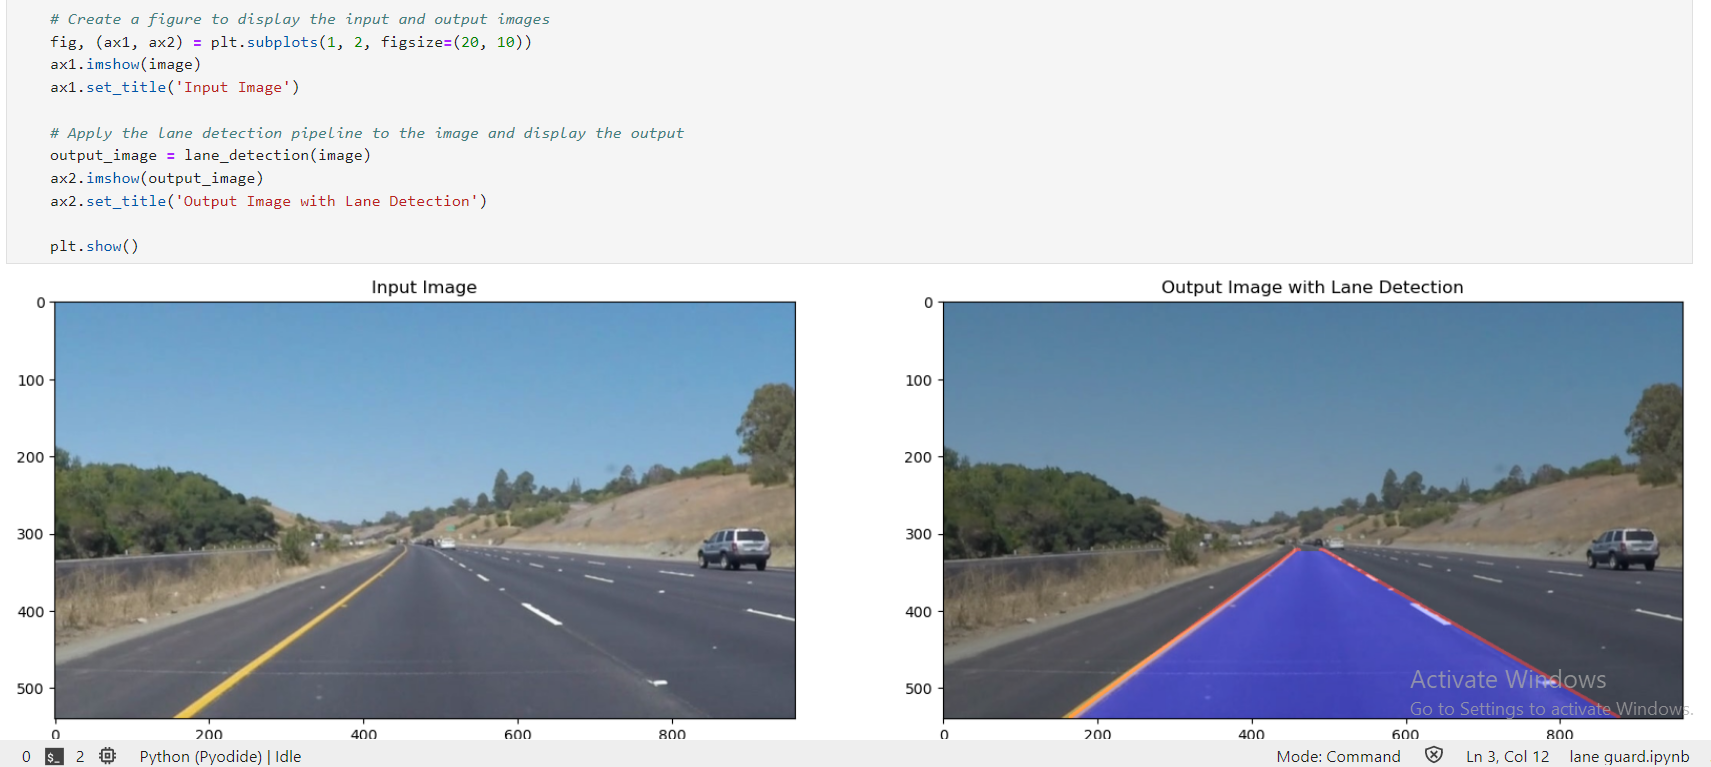 # Create a figure to display the input and output images
fig, (ax1, ax2) = plt.subplots(1, 2, figsize=(20, 10))
ax1.imshow(image)
ax1.set_title('Input Image')
# Apply the lane detection pipeline to the image and display the output
output_image = lane_detection(image)
ax2.imshow(output_image)
ax2.set_title('Output Image with Lane Detection')
plt.show()
Input Image
0
100
200
300
400
500
0 200 400 600 800
Output Image with Lane Detection
0
100
200
300
400
500
0 200 400 600 800
Activate Windows
Go to Settings to activate Windows.
0 $_ 2 Python (Pyodide) | Idle Mode: Command Ln 3, Col 12 lane guard.ipynb